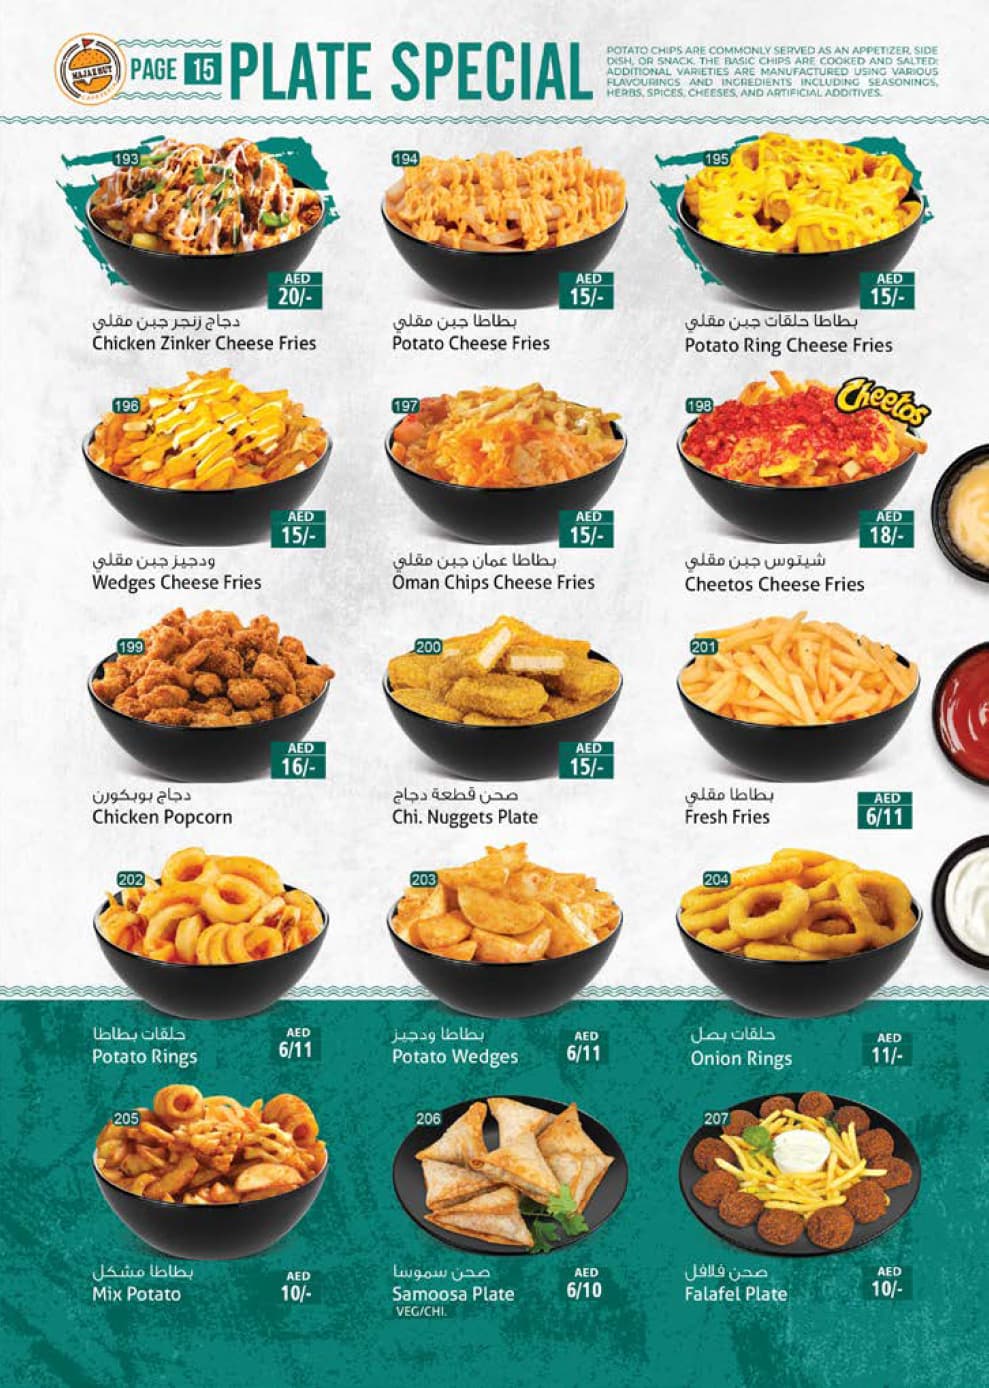 MAJAZ HUT
CAFETERIA
PAGE 15
PLATE SPECIAL
POTATO CHIPS ARE COMMONLY SERVED AS AN APPETIZER, SIDE
DISH, OR SNACK. THE BASIC CHIPS ARE COOKED AND SALTED;
ADDITIONAL VARIETIES ARE MANUFACTURED USING VARIOUS
FLAVOURINGS AND INGREDIENTS INCLUDING SEASONINGS,
HERBS, SPICES, CHEESES, AND ARTIFICIAL ADDITIVES.
193
AED
20/-
دجاج زنجر جبن مقلي
Chicken Zinker Cheese Fries
194
AED
15/-
بطاطا جبن مقلي
Potato Cheese Fries
195
AED
15/-
بطاطا حلقات جبن مقلي
Potato Ring Cheese Fries
196
AED
15/-
ودجيز جبن مقلي
Wedges Cheese Fries
197
AED
15/-
بطاطا عمان جبن مقلي
Oman Chips Cheese Fries
198
Cheetos
AED
18/-
شيتوس جبن مقلي
Cheetos Cheese Fries
199
AED
16/-
دجاج بوبكورن
Chicken Popcorn
200
AED
15/-
صحن قطعة دجاج
Chi. Nuggets Plate
201
بطاطا مقلي
Fresh Fries
AED
6/11
202
حلقات بطاطا
Potato Rings
AED
6/11
203
بطاطا ودجيز
Potato Wedges
AED
6/11
204
حلقات بصل
Onion Rings
AED
11/-
205
بطاطا مشكل
Mix Potato
AED
10/-
206
صحن سموسا
Samoosa Plate
VEG/CHI.
AED
6/10
207
صحن فلافل
Falafel Plate
AED
10/-